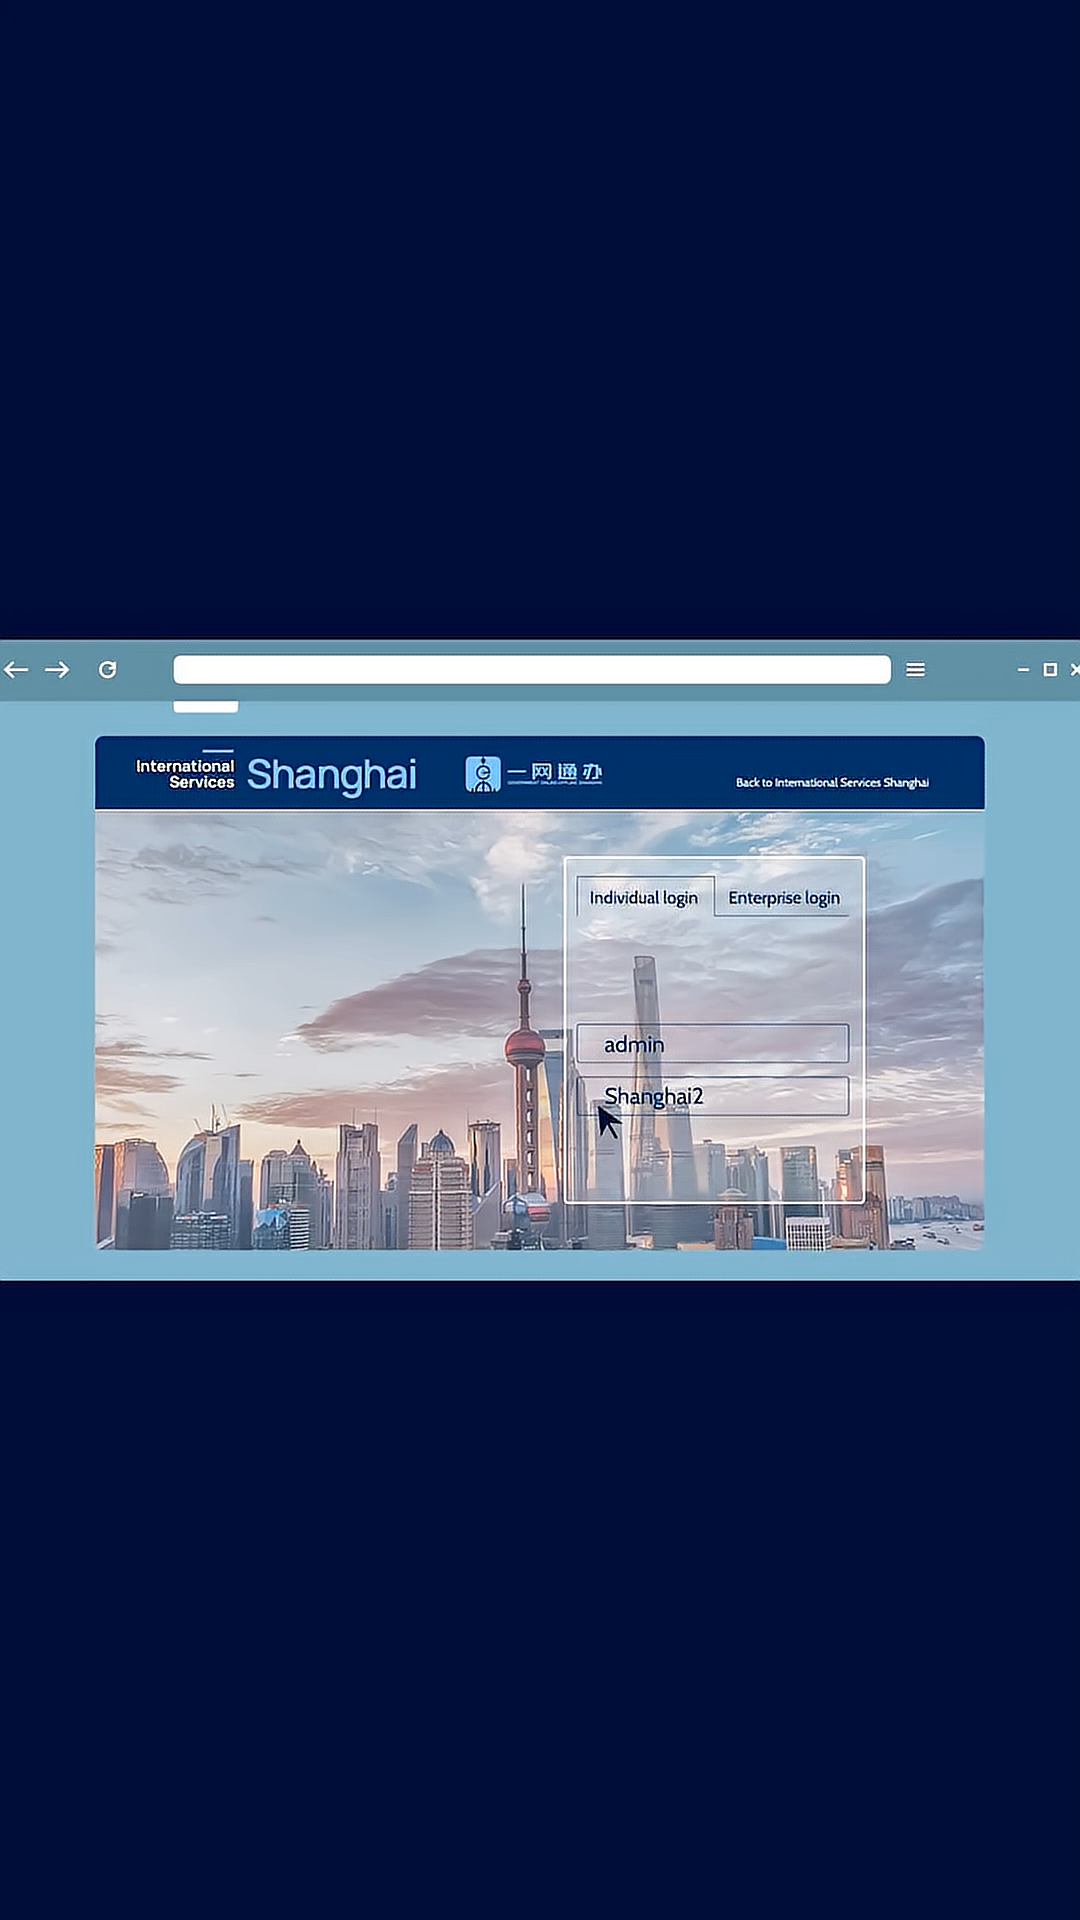 International
Services
Shanghai
一网通办
Back to International Services Shanghai
Individual login
Enterprise login
admin
Shanghai2